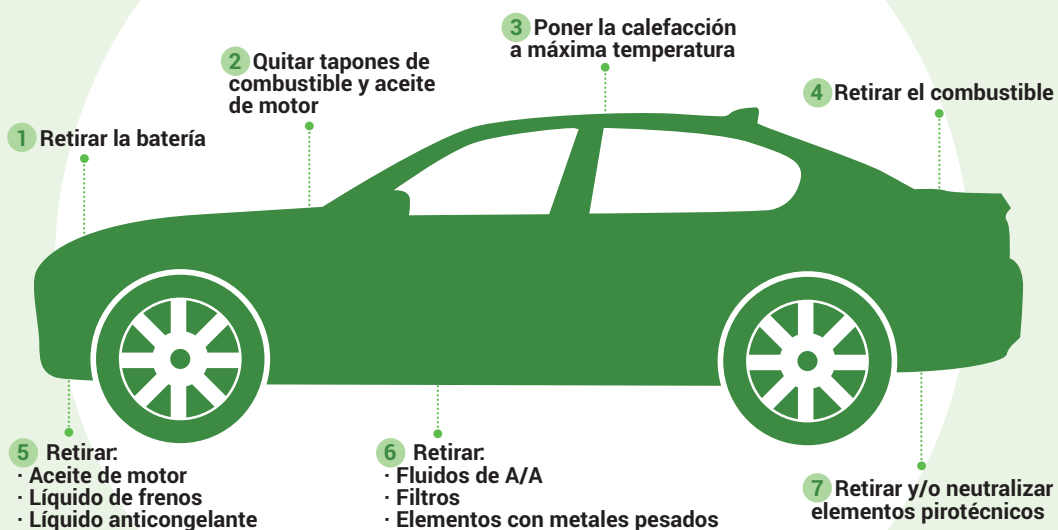 1 Retirar la batería
2 Quitar tapones de
combustible y aceite
de motor
3 Poner la calefacción
a máxima temperatura
4 Retirar el combustible
5 Retirar:
· Aceite de motor
· Líquido de frenos
· Líquido anticongelante
6 Retirar:
· Fluidos de A/A
· Filtros
· Elementos con metales pesados
7 Retirar y/o neutralizar
elementos pirotécnicos